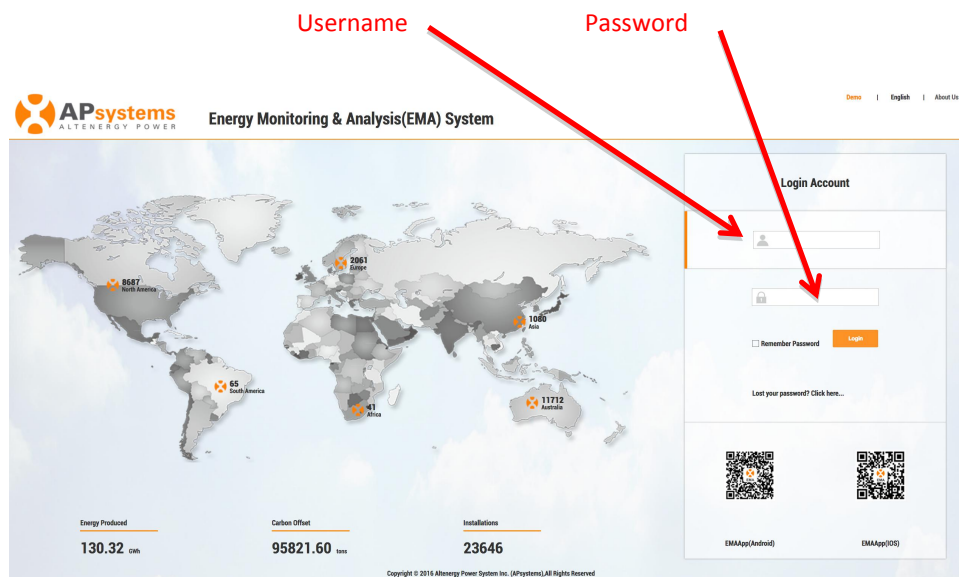 Username Password
Demo | English | About Us
APsystems
ALTENERGY POWER
Energy Monitoring & Analysis(EMA) System
Login Account
2061
Europe
8687
North America
1080
Asia
65
South America
11712
Australia
41
Africa
Remember Password
Login
Lost your password? Click here...
Energy Produced
130.32 GWh
Carbon Offset
95821.60 tons
Installations
23646
EMAApp(Android)
EMAApp(IOS)
Copyright © 2016 Altenergy Power System Inc. (APsystems),All Rights Reserved